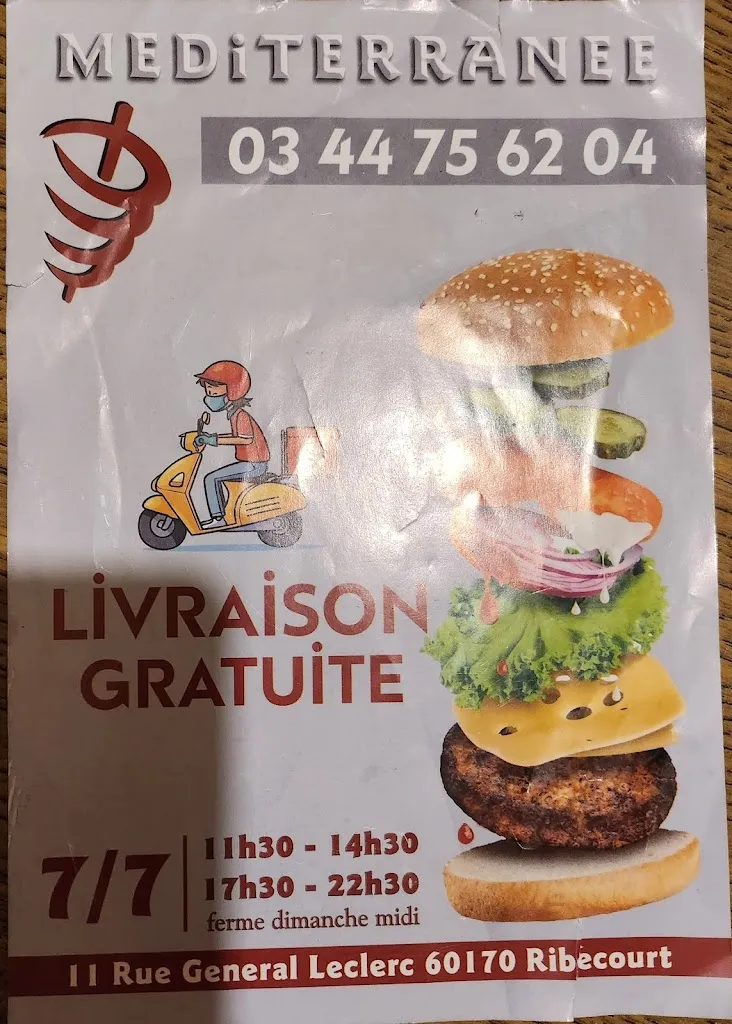 MEDiTERRANEE
03 44 75 62 04
LiVRAiSON
GRATUiTE
7/7
11h30 - 14h30
17h30 - 22h30
ferme dimanche midi
11 Rue General Leclerc 60170 Ribecourt